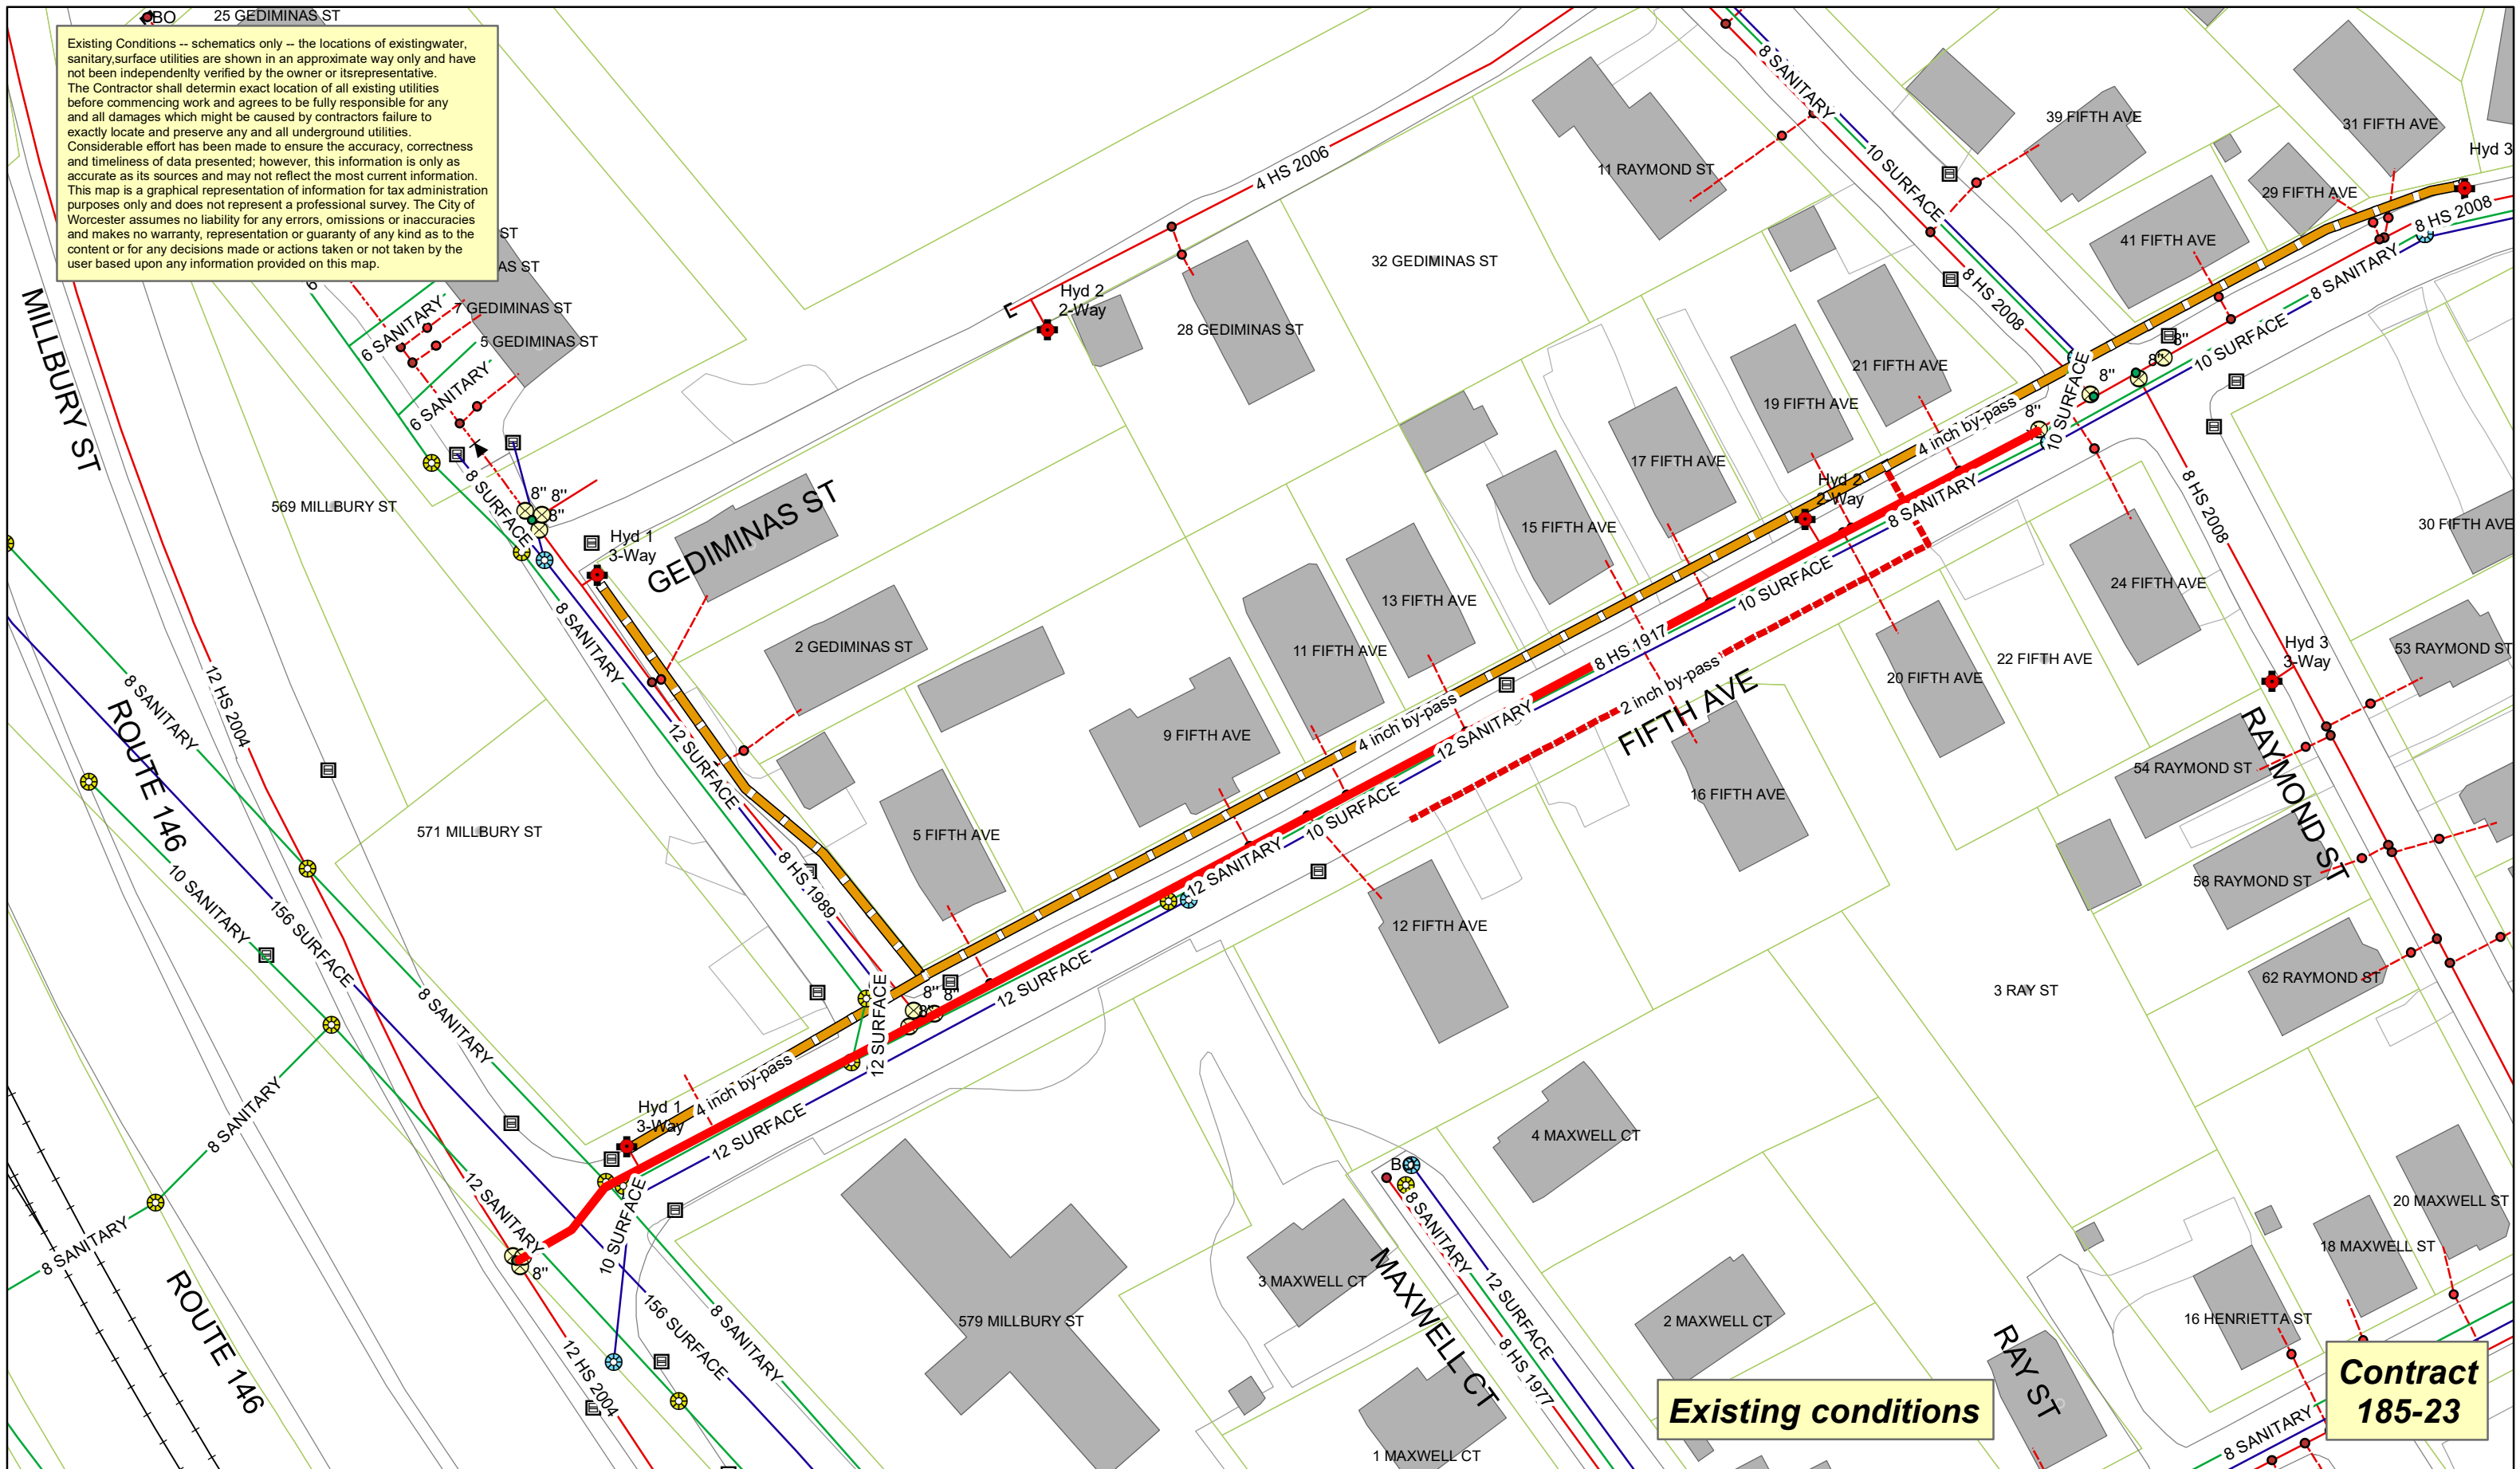 BO
25 GEDIMINAS ST
Existing Conditions -- schematics only -- the locations of existingwater,
sanitary,surface utilities are shown in an approximate way only and have
not been independenlty verified by the owner or itsrepresentative.
The Contractor shall determin exact location of all existing utilities
before commencing work and agrees to be fully responsible for any
and all damages which might be caused by contractors failure to
exactly locate and preserve any and all underground utilities.
Considerable effort has been made to ensure the accuracy, correctness
and timeliness of data presented; however, this information is only as
accurate as its sources and may not reflect the most current information.
This map is a graphical representation of information for tax administration
purposes only and does not represent a professional survey. The City of
Worcester assumes no liability for any errors, omissions or inaccuracies
and makes no warranty, representation or guaranty of any kind as to the
content or for any decisions made or actions taken or not taken by the
user based upon any information provided on this map.
ST
AS ST
7 GEDIMINAS ST
5 GEDIMINAS ST
6
6 SANITARY
6 SANITARY
MILLBURY ST
8 SURFACE
569 MILLBURY ST
8"
8"
8"
Hyd 1
3-Way
GEDIMINAS ST
2 GEDIMINAS ST
Hyd 2
2-Way
28 GEDIMINAS ST
4 HS 2006
32 GEDIMINAS ST
11 RAYMOND ST
8 SANITARY
10 SURFACE
8 HS 2008
39 FIFTH AVE
31 FIFTH AVE
Hyd 3
29 FIFTH AVE
41 FIFTH AVE
8 HS 2008
8 SANITARY
10 SURFACE
8"
8"
8"
8"
10 SURFACE
21 FIFTH AVE
19 FIFTH AVE
17 FIFTH AVE
15 FIFTH AVE
13 FIFTH AVE
11 FIFTH AVE
9 FIFTH AVE
5 FIFTH AVE
4 inch by-pass
Hyd 2
2-Way
8 SANITARY
10 SURFACE
8 HS 1917
2 inch by-pass
FIFTH AVE
4 inch by-pass
12 SANITARY
10 SURFACE
12 SANITARY
12 SURFACE
8 HS 2008
30 FIFTH AVE
24 FIFTH AVE
22 FIFTH AVE
20 FIFTH AVE
16 FIFTH AVE
12 FIFTH AVE
Hyd 3
3-Way
53 RAYMOND ST
54 RAYMOND ST
RAYMOND ST
58 RAYMOND ST
62 RAYMOND ST
3 RAY ST
8 SANITARY
12 SURFACE
8 HS 1989
8 SANITARY
12 HS 2004
ROUTE 146
571 MILLBURY ST
10 SANITARY
156 SURFACE
8 SANITARY
8"
8"
8"
12 SURFACE
4 inch by-pass
Hyd 1
3-Way
12 SURFACE
8 SANITARY
8 SANITARY
12 SANITARY
10 SURFACE
8"
ROUTE 146
12 HS 2004
156 SURFACE
8 SANITARY
579 MILLBURY ST
4 MAXWELL CT
B
8 SANITARY
12 SURFACE
8 HS 1977
3 MAXWELL CT
MAXWELL CT
2 MAXWELL CT
1 MAXWELL CT
RAY ST
20 MAXWELL ST
18 MAXWELL ST
16 HENRIETTA ST
8 SANITARY
Existing conditions
Contract
185-23